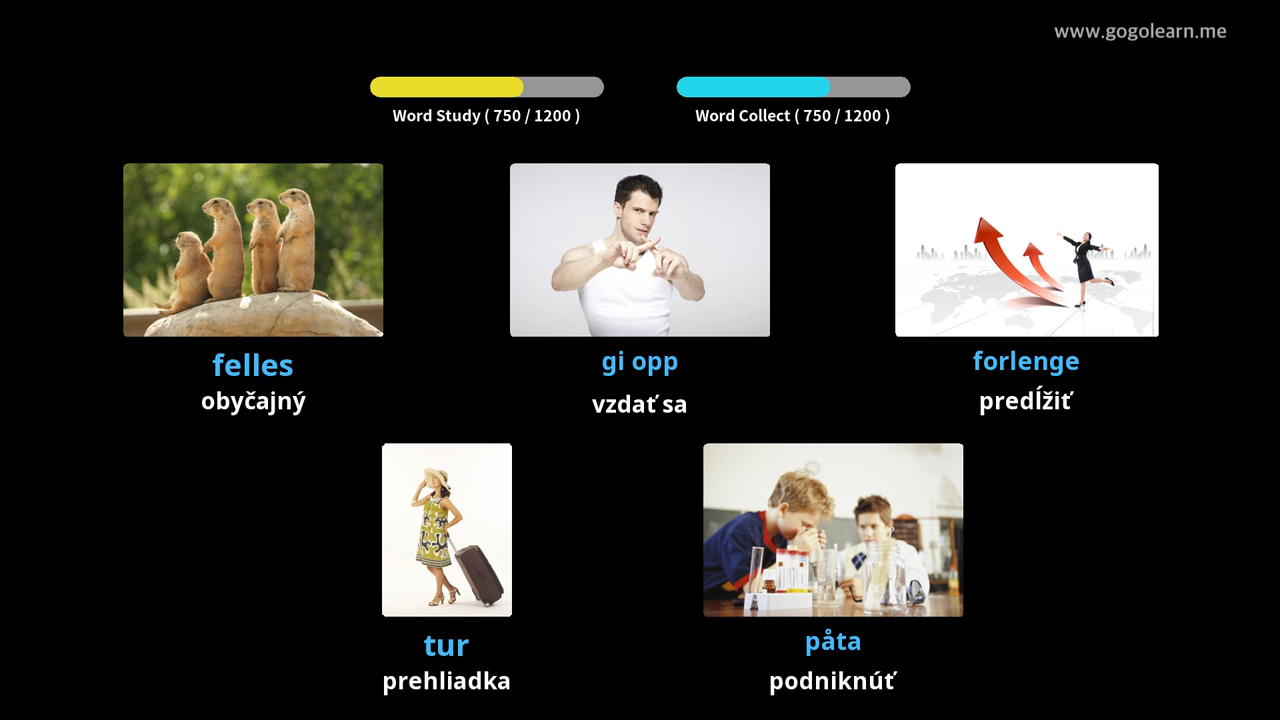 www.gogolearn.me
Word Study ( 750 / 1200 )
Word Collect ( 750 / 1200 )
felles
obyčajný
gi opp
vzdať sa
forlenge
predĺžiť
tur
prehliadka
påta
podniknúť